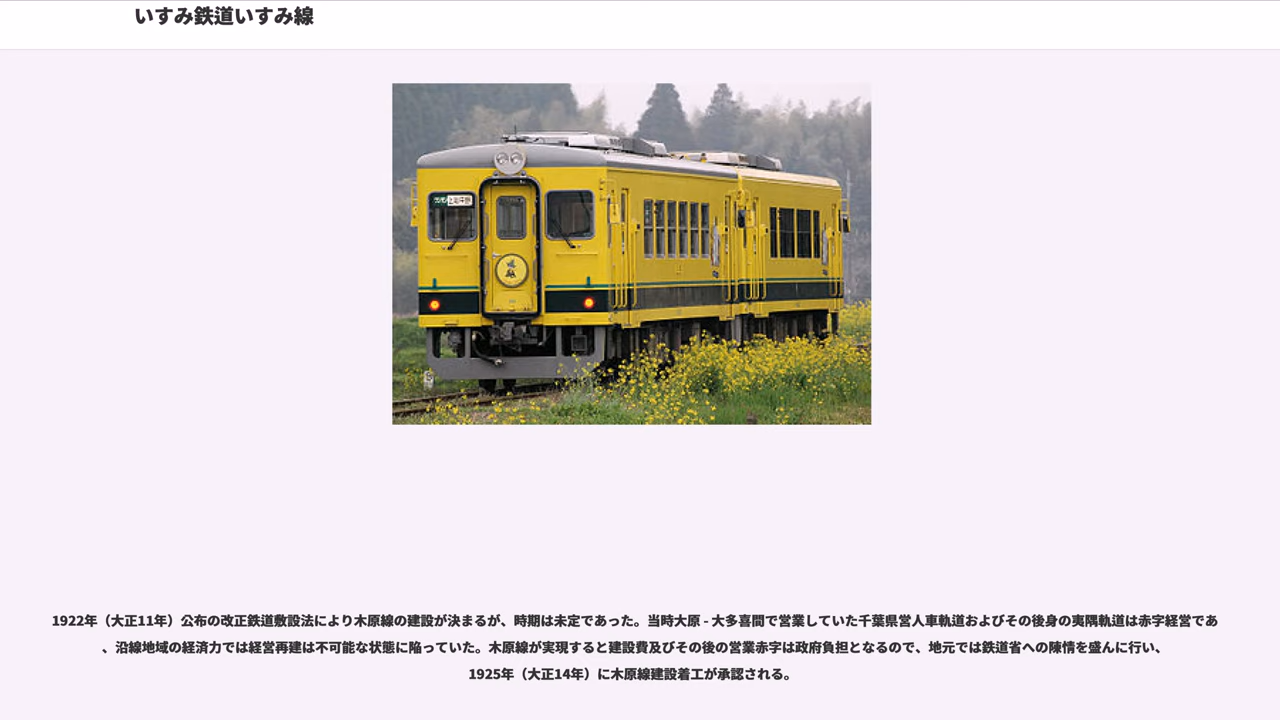 いすみ鉄道いすみ線
1922年（大正11年）公布の改正鉄道敷設法により木原線の建設が決まるが、時期は未定であった。当時大原 - 大多喜間で営業していた千葉県営人車軌道およびその後身の夷隅軌道は赤字経営であ
、沿線地域の経済力では経営再建は不可能な状態に陥っていた。木原線が実現すると建設費及びその後の営業赤字は政府負担となるので、地元では鉄道省への陳情を盛んに行い、
1925年（大正14年）に木原線建設着工が承認される。